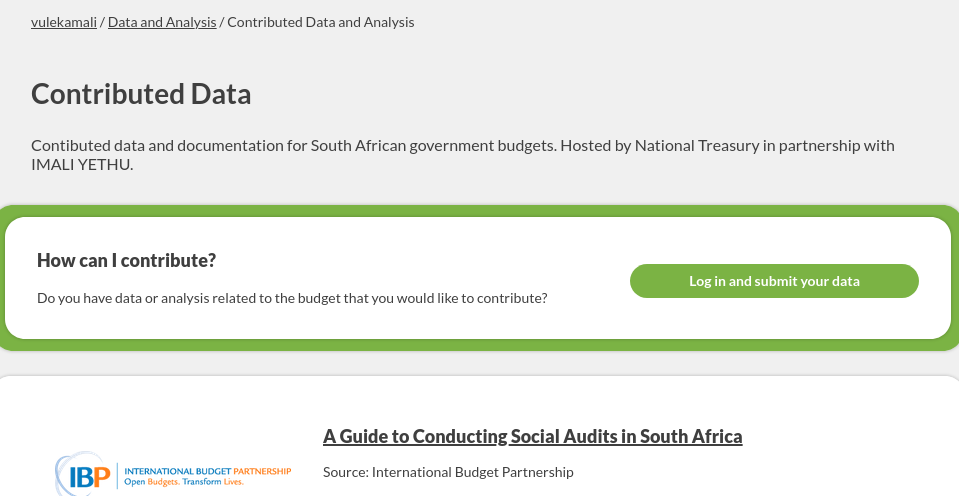 vulekamali / Data and Analysis / Contributed Data and Analysis
Contributed Data
Contibuted data and documentation for South African government budgets. Hosted by National Treasury in partnership with
IMALI YETHU.
How can I contribute?
Do you have data or analysis related to the budget that you would like to contribute?
Log in and submit your data
A Guide to Conducting Social Audits in South Africa
Source: International Budget Partnership
IBP
INTERNATIONAL BUDGET PARTNERSHIP
Open Budgets. Transform Lives.